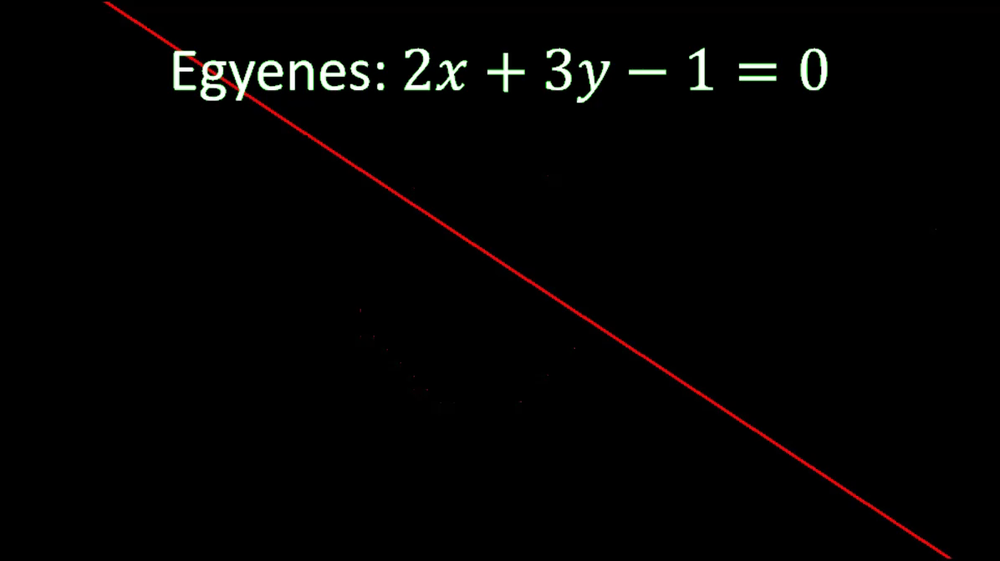 Egyenes: 2x + 3y − 1 = 0